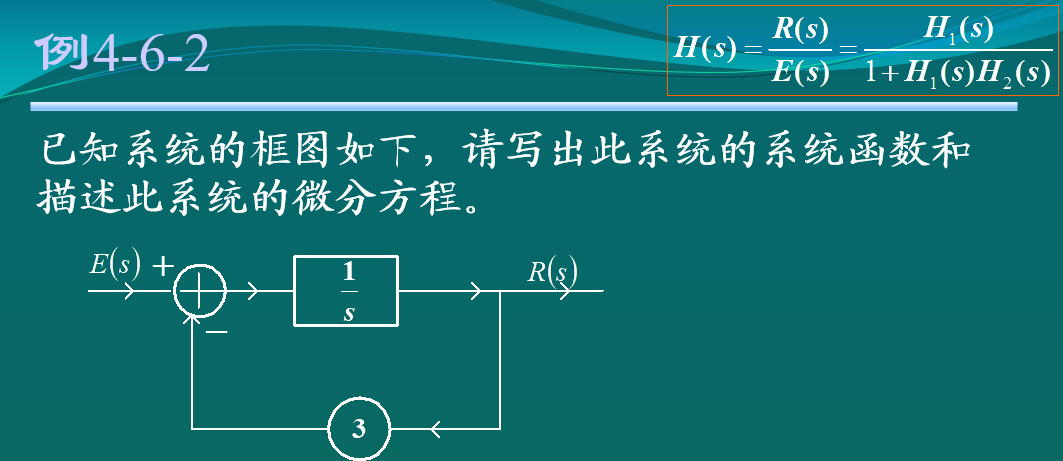 例4-6-2
H(s) = R(s)/E(s) = H₁(s)/(1+H₁(s)H₂(s))
已知系统的框图如下，请写出此系统的系统函数和
描述此系统的微分方程。
E(s) + 1/s R(s)
−
3